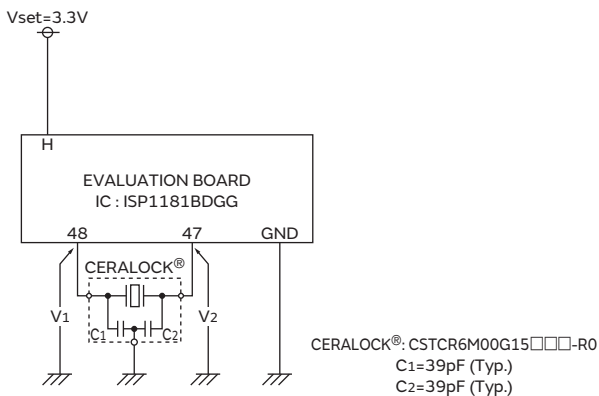 Vset=3.3V
H
EVALUATION BOARD
IC : ISP1181BDGG
48 47 GND
CERALOCK®
V1 V2
C1 C2
CERALOCK®: CSTCR6M00G15□□□-R0
C1=39pF (Typ.)
C2=39pF (Typ.)